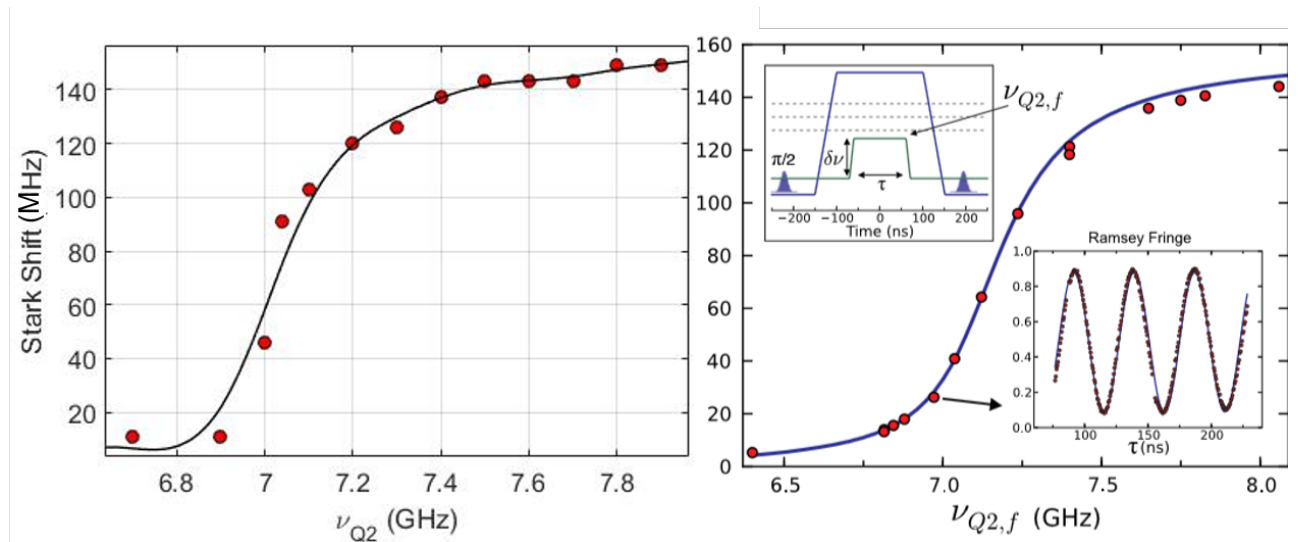 Stark Shift (MHz)
140
120
100
80
60
40
20
6.8
7
7.2
7.4
7.6
7.8
ν_Q2 (GHz)
160
140
120
100
80
60
40
20
0
6.5
7.0
7.5
8.0
ν_Q2,f (GHz)
ν_Q2,f
π/2
δν
τ
−200 −100 0 100 200
Time (ns)
Ramsey Fringe
1.0
0.8
0.6
0.4
0.2
0.0
100 150 200
τ(ns)